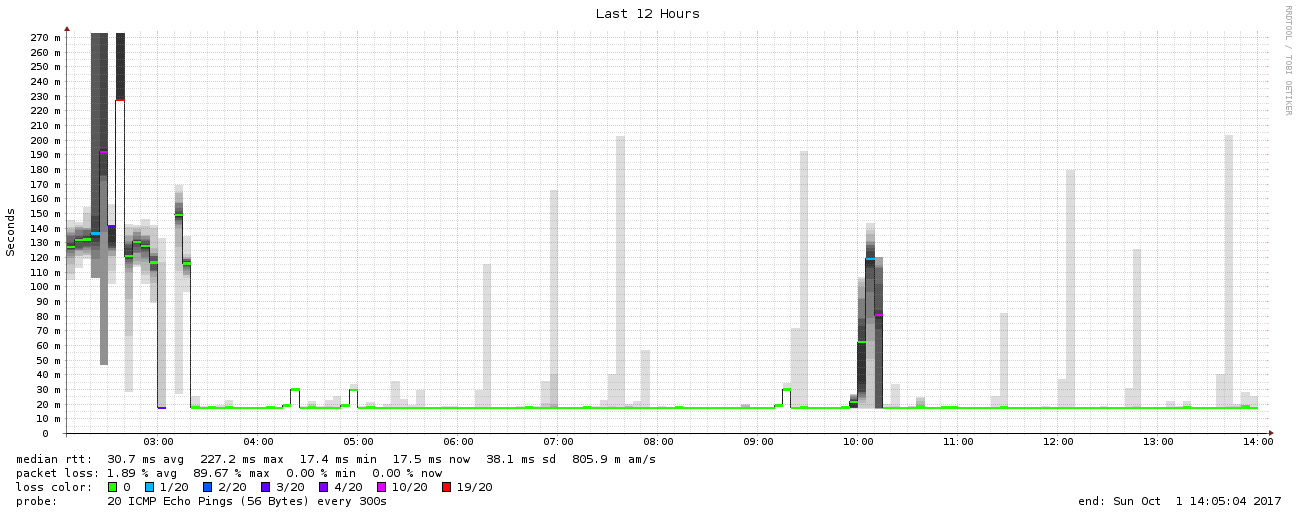 Last 12 Hours
RRDTOOL / TOBI OETIKER
Seconds
270 m
260 m
250 m
240 m
230 m
220 m
210 m
200 m
190 m
180 m
170 m
160 m
150 m
140 m
130 m
120 m
110 m
100 m
90 m
80 m
70 m
60 m
50 m
40 m
30 m
20 m
10 m
0
03:00 04:00 05:00 06:00 07:00 08:00 09:00 10:00 11:00 12:00 13:00 14:00
median rtt: 30.7 ms avg 227.2 ms max 17.4 ms min 17.5 ms now 38.1 ms sd 805.9 m am/s
packet loss: 1.89 % avg 89.67 % max 0.00 % min 0.00 % now
loss color: 0 1/20 2/20 3/20 4/20 10/20 19/20
probe: 20 ICMP Echo Pings (56 Bytes) every 300s end: Sun Oct 1 14:05:04 2017